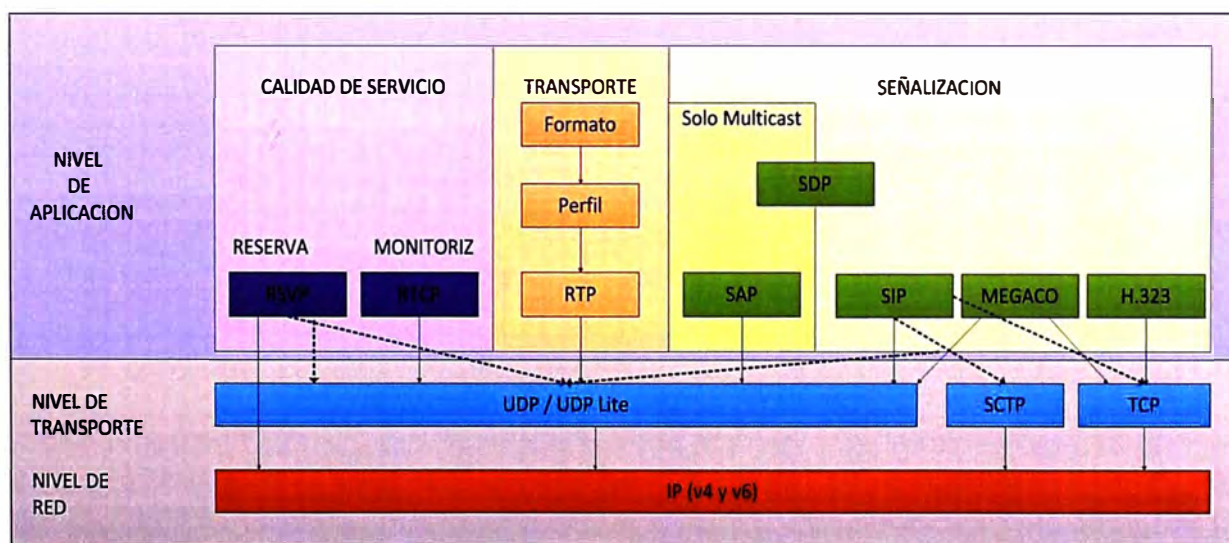 CALIDAD DE SERVICIO
TRANSPORTE
SEÑALIZACION
Formato
Solo Multicast
NIVEL
DE
APLICACION
SDP
Perfil
RESERVA
MONITORIZ
RSVP
RTCP
RTP
SAP
SIP
MEGACO
H.323
NIVEL DE
TRANSPORTE
UDP / UDP Lite
SCTP
TCP
NIVEL DE
RED
IP (v4 y v6)